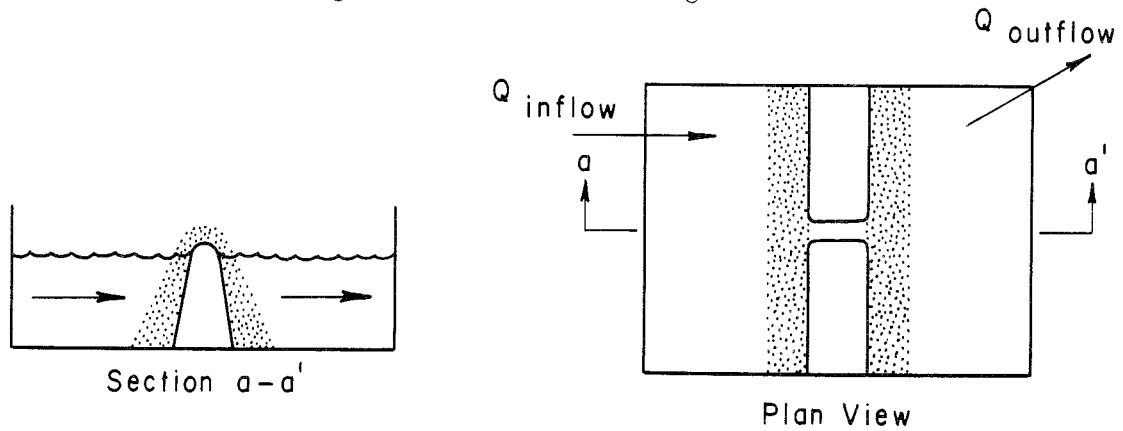 Q outflow
Q inflow
a
a'
Section a-a'
Plan View